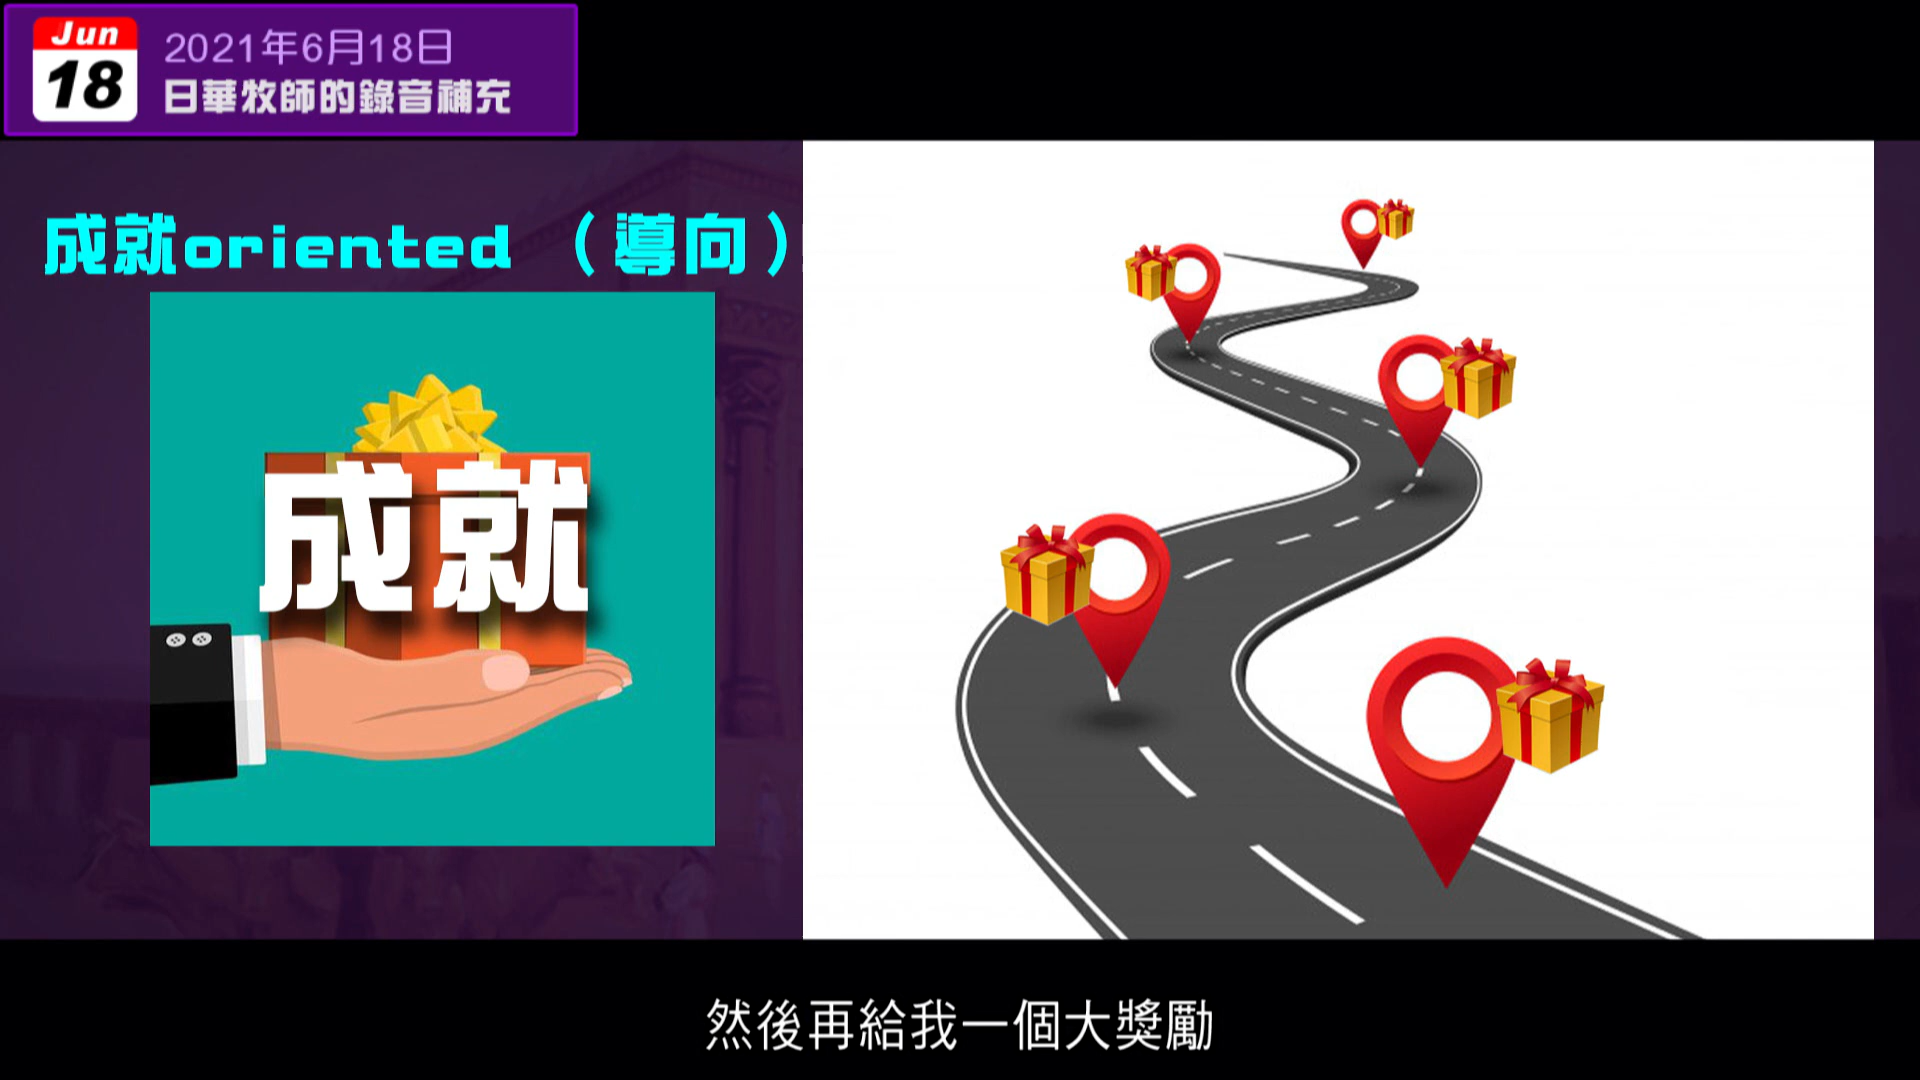 Jun
18
2021年6月18日
日華牧師的錄音補充
成就oriented （導向）
成就
然後再給我一個大獎勵